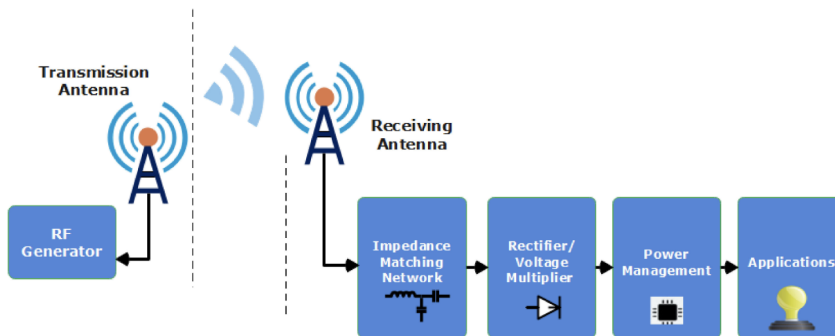 Transmission
Antenna
Receiving
Antenna
RF
Generator
Impedance
Matching
Network
Rectifier/
Voltage
Multiplier
Power
Management
Applications